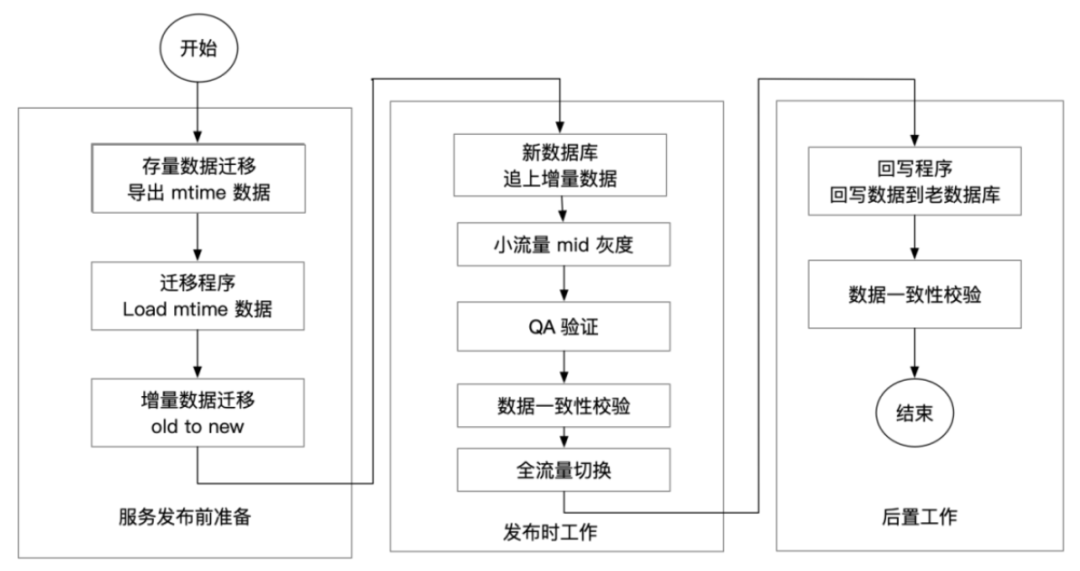 开始
存量数据迁移
导出 mtime 数据
迁移程序
Load mtime 数据
增量数据迁移
old to new
服务发布前准备
新数据库
追上增量数据
小流量 mid 灰度
QA 验证
数据一致性校验
全流量切换
发布时工作
回写程序
回写数据到老数据库
数据一致性校验
结束
后置工作